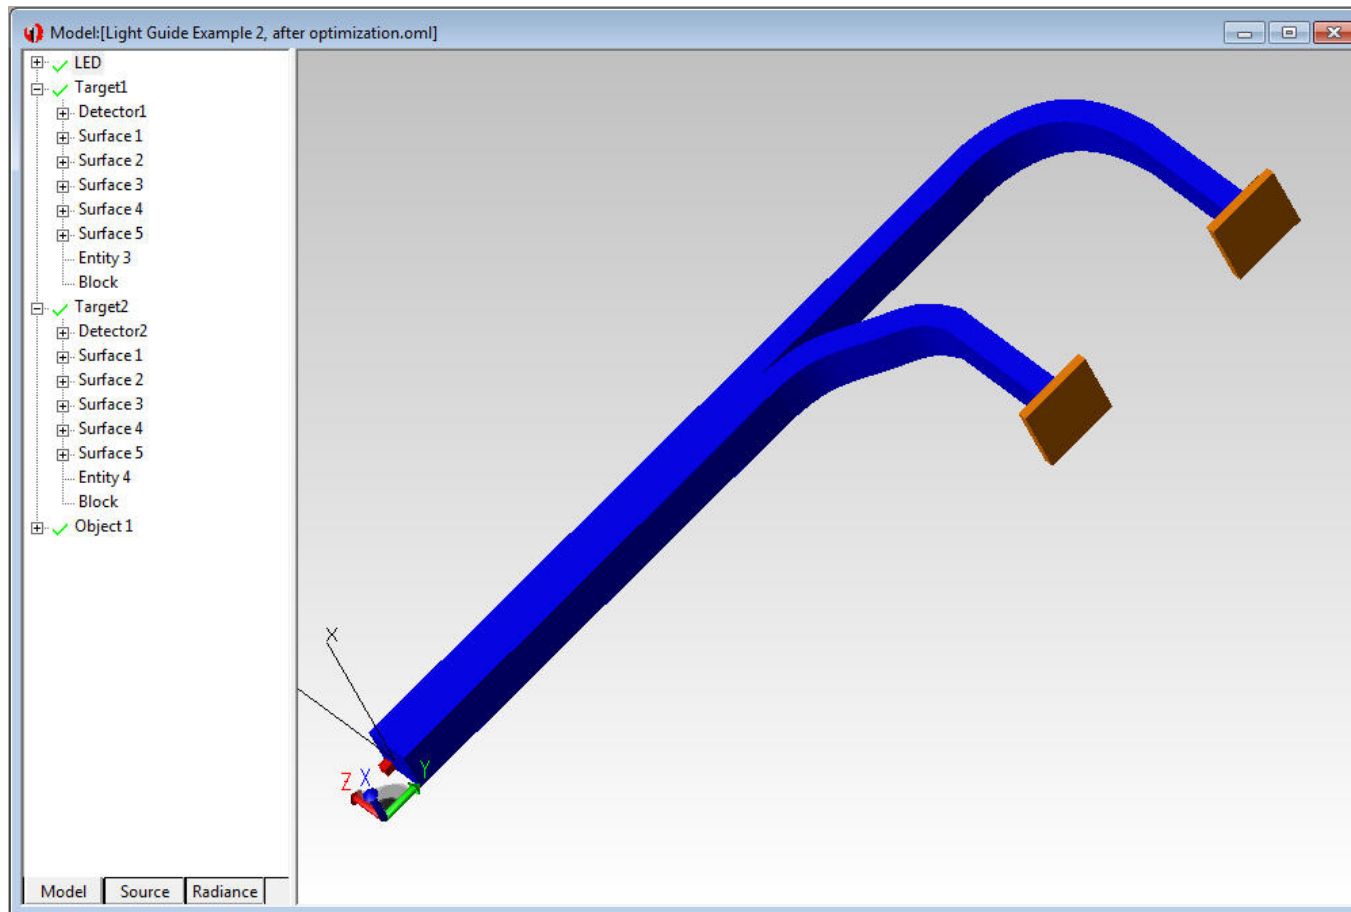 Model:[Light Guide Example 2, after optimization.oml]
LED
Target1
Detector1
Surface 1
Surface 2
Surface 3
Surface 4
Surface 5
Entity 3
Block
Target2
Detector2
Surface 1
Surface 2
Surface 3
Surface 4
Surface 5
Entity 4
Block
Object 1
X
Z X Y
Model Source Radiance